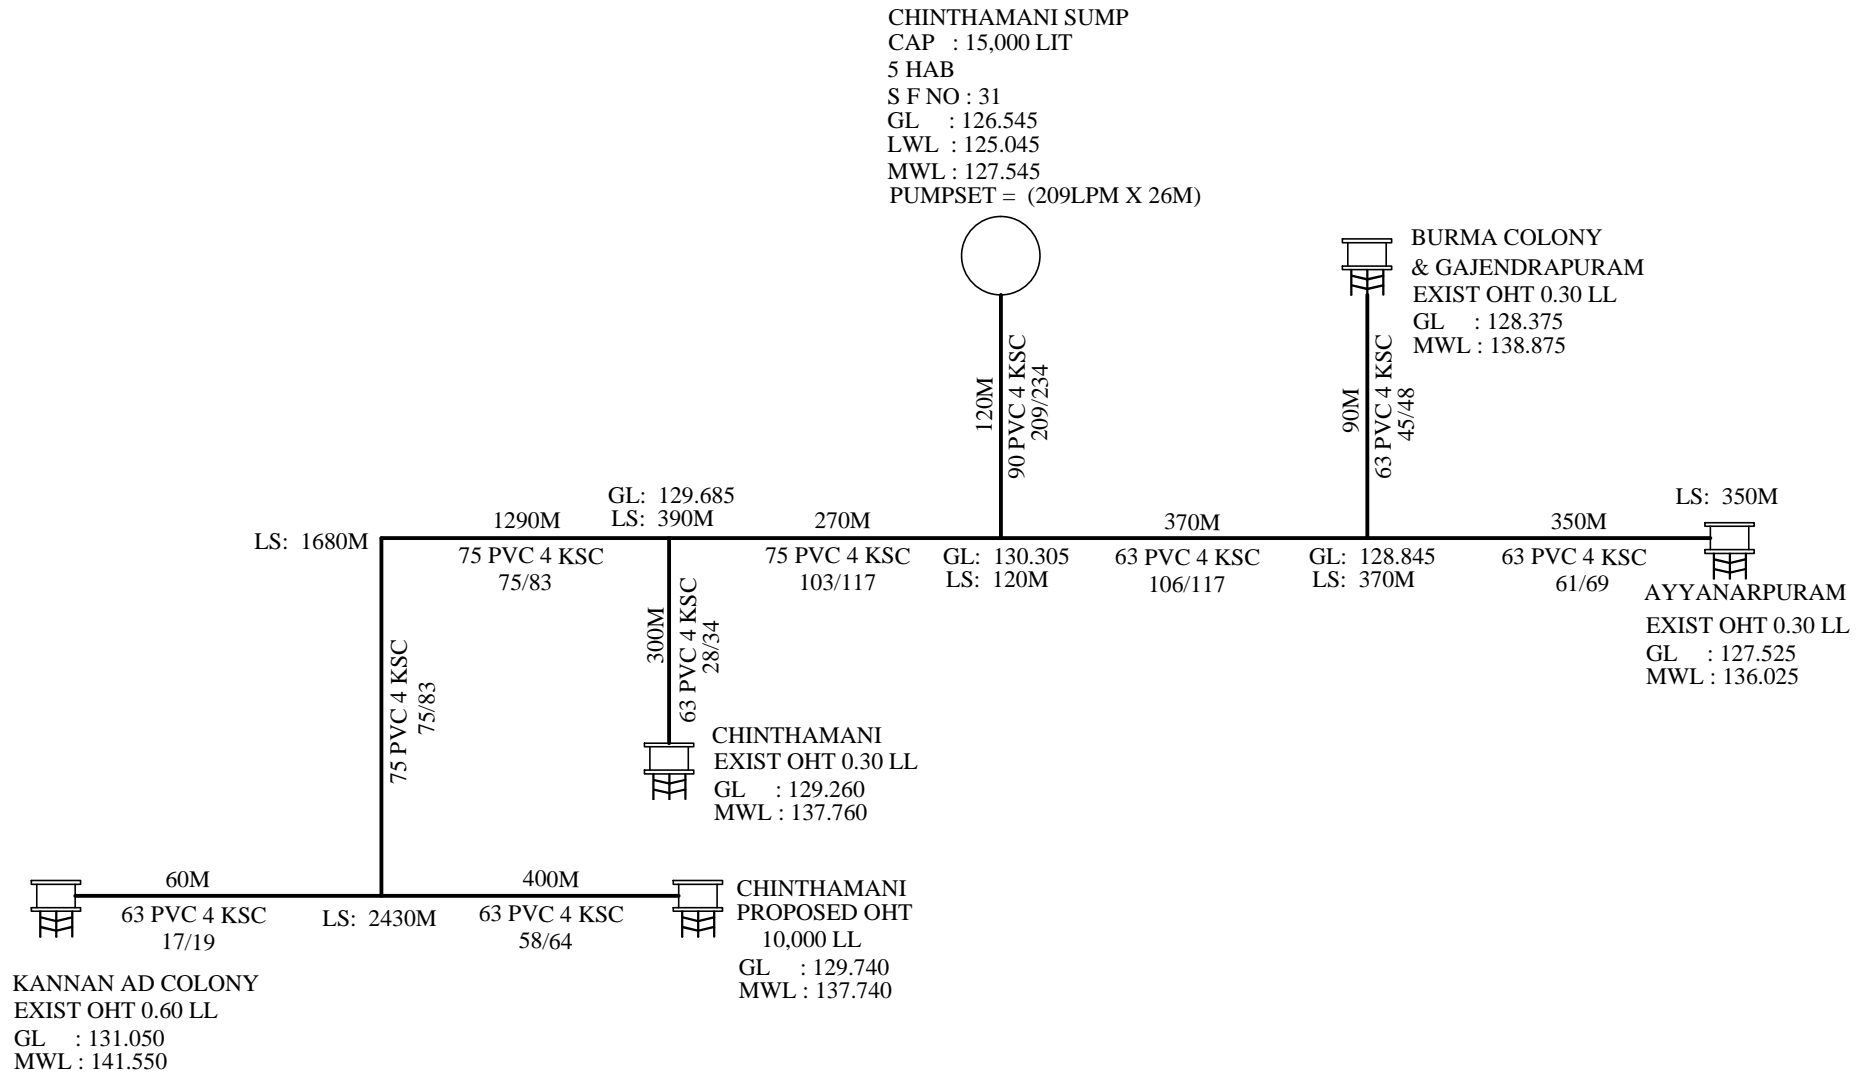 CHINTHAMANI SUMP
CAP : 15,000 LIT
5 HAB
S F NO : 31
GL : 126.545
LWL : 125.045
MWL : 127.545
PUMPSET = (209LPM X 26M)
BURMA COLONY
& GAJENDRAPURAM
EXIST OHT 0.30 LL
GL : 128.375
MWL : 138.875
120M
90 PVC 4 KSC
209/234
90M
63 PVC 4 KSC
45/48
LS: 1680M
1290M
75 PVC 4 KSC
75/83
GL: 129.685
LS: 390M
270M
75 PVC 4 KSC
103/117
GL: 130.305
LS: 120M
370M
63 PVC 4 KSC
106/117
GL: 128.845
LS: 370M
350M
63 PVC 4 KSC
61/69
LS: 350M
AYYANARPURAM
EXIST OHT 0.30 LL
GL : 127.525
MWL : 136.025
300M
63 PVC 4 KSC
28/34
75 PVC 4 KSC
75/83
CHINTHAMANI
EXIST OHT 0.30 LL
GL : 129.260
MWL : 137.760
60M
63 PVC 4 KSC
17/19
LS: 2430M
400M
63 PVC 4 KSC
58/64
CHINTHAMANI
PROPOSED OHT
10,000 LL
GL : 129.740
MWL : 137.740
KANNAN AD COLONY
EXIST OHT 0.60 LL
GL : 131.050
MWL : 141.550